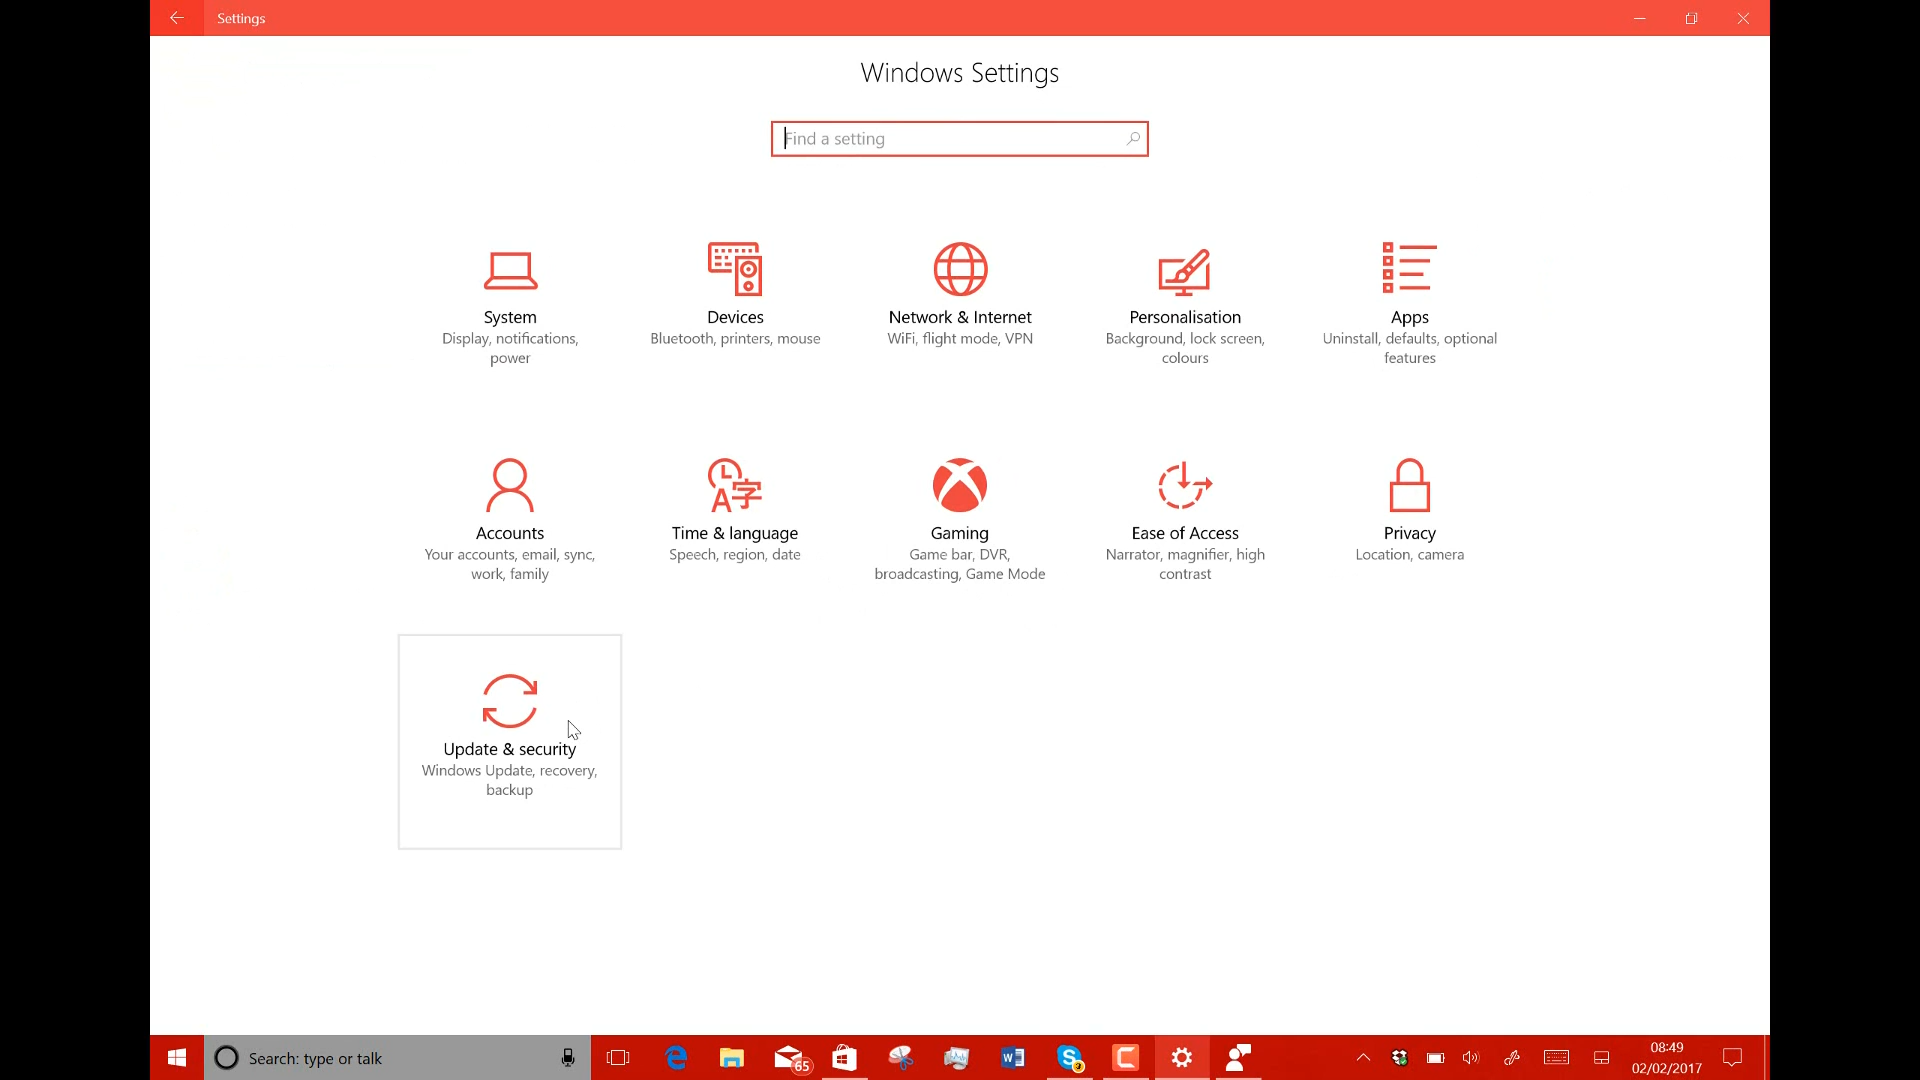 Settings
Windows Settings
Find a setting
System
Display, notifications,
power
Devices
Bluetooth, printers, mouse
Network & Internet
WiFi, flight mode, VPN
Personalisation
Background, lock screen,
colours
Apps
Uninstall, defaults, optional
features
Accounts
Your accounts, email, sync,
work, family
Time & language
Speech, region, date
Gaming
Game bar, DVR,
broadcasting, Game Mode
Ease of Access
Narrator, magnifier, high
contrast
Privacy
Location, camera
Update & security
Windows Update, recovery,
backup
Search: type or talk
65
08:49
02/02/2017